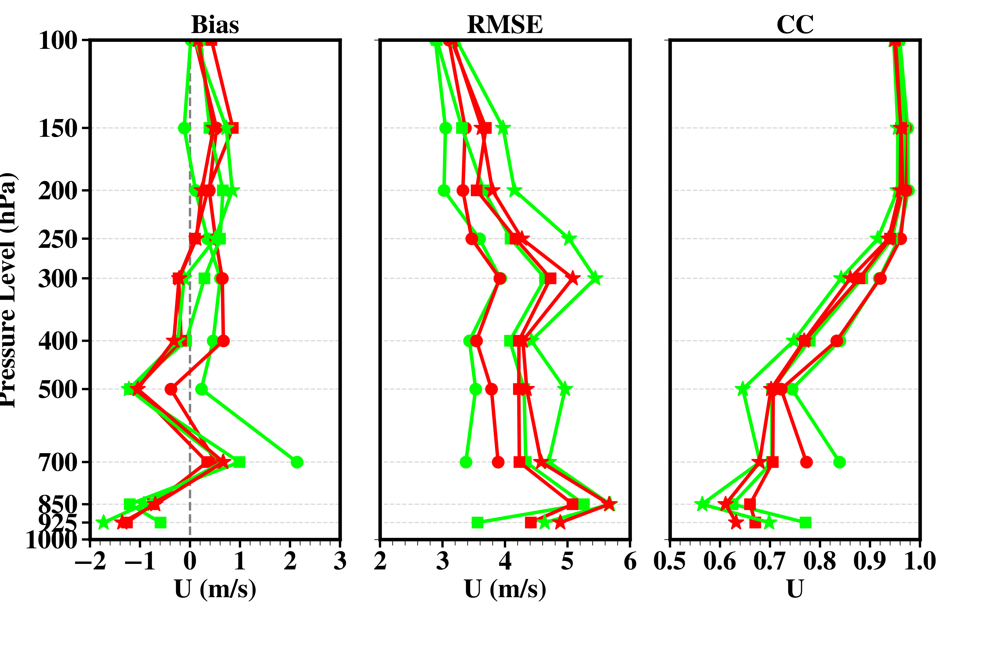 Bias
RMSE
CC
Pressure Level (hPa)
100
150
200
250
300
400
500
700
850
925
1000
−2 −1 0 1 2 3
2 3 4 5 6
0.5 0.6 0.7 0.8 0.9 1.0
U (m/s)
U (m/s)
U